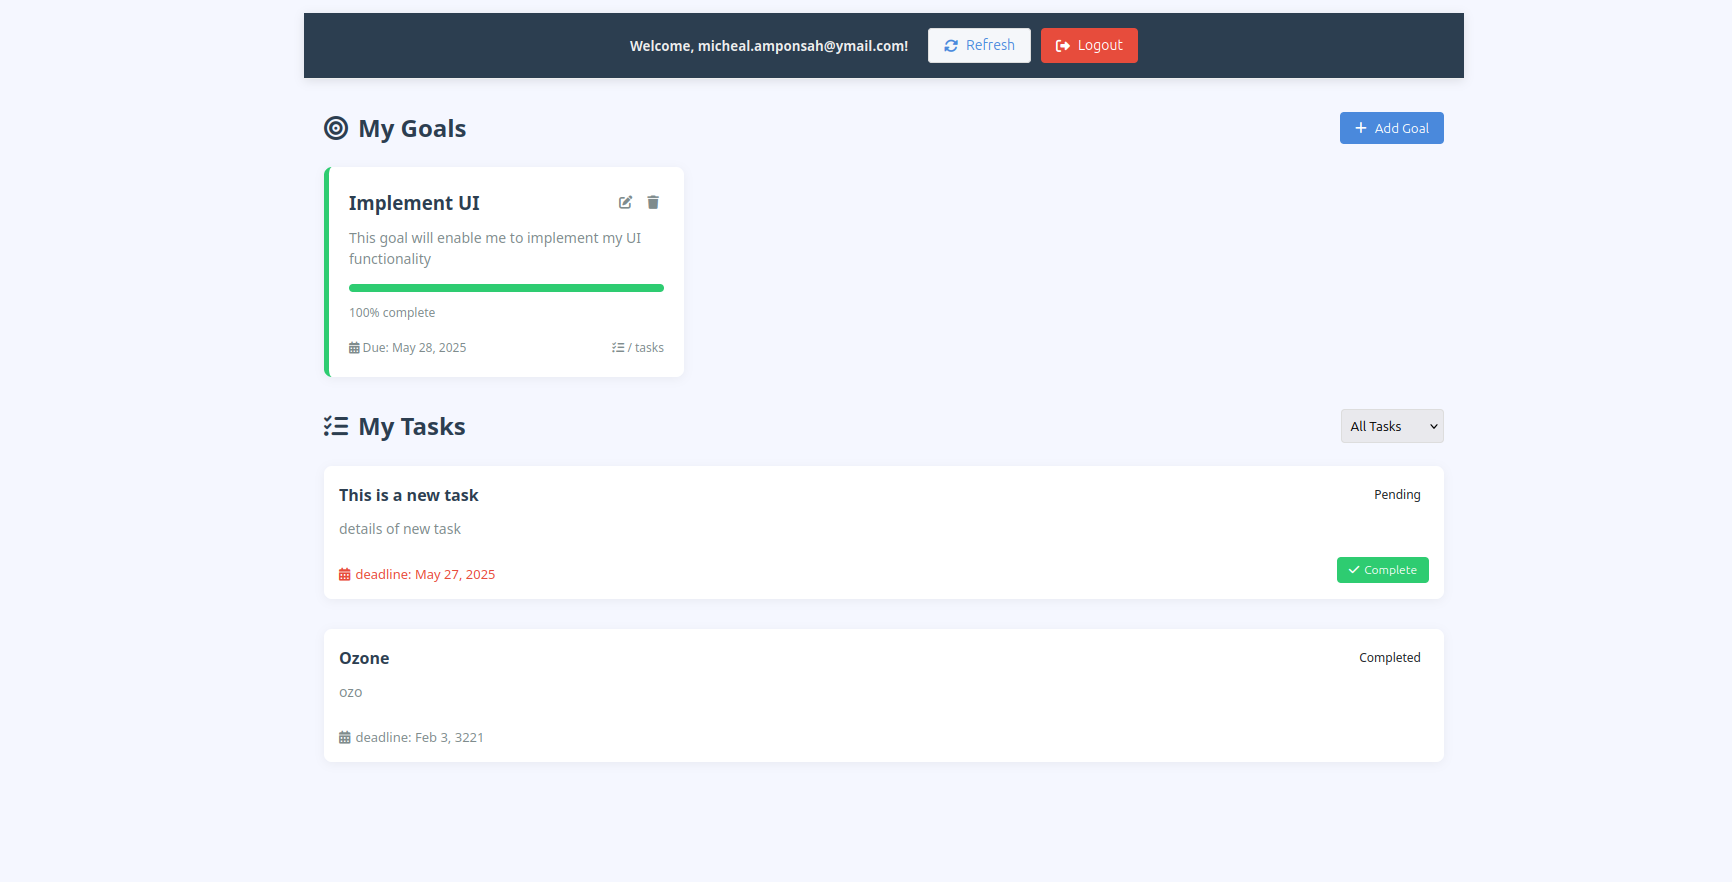 Welcome, micheal.amponsah@ymail.com!
Refresh
Logout
My Goals
Add Goal
Implement UI
This goal will enable me to implement my UI
functionality
100% complete
Due: May 28, 2025
/ tasks
My Tasks
All Tasks
This is a new task
Pending
details of new task
deadline: May 27, 2025
Complete
Ozone
Completed
ozo
deadline: Feb 3, 3221